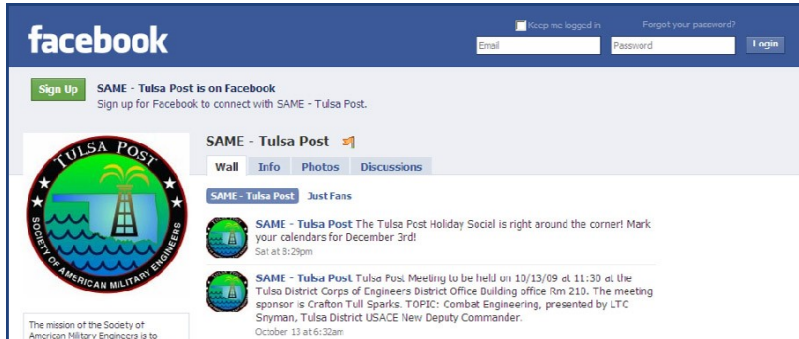 facebook
Keep me logged in Forgot your password?
Email Password Login
Sign Up SAME - Tulsa Post is on Facebook
Sign up for Facebook to connect with SAME - Tulsa Post.
TULSA POST
SOCIETY OF AMERICAN MILITARY ENGINEERS
The mission of the Society of
American Military Engineers is to
SAME - Tulsa Post
Wall Info Photos Discussions
SAME - Tulsa Post Just Fans
SAME - Tulsa Post The Tulsa Post Holiday Social is right around the corner! Mark
your calendars for December 3rd!
Sat at 8:29pm
SAME - Tulsa Post Tulsa Post Meeting to be held on 10/13/09 at 11:30 at the
Tulsa District Corps of Engineers District Office Building office Rm 210. The meeting
sponsor is Crafton Tull Sparks. TOPIC: Combat Engineering, presented by LTC
Snyman, Tulsa District USACE New Deputy Commander.
October 13 at 6:32am